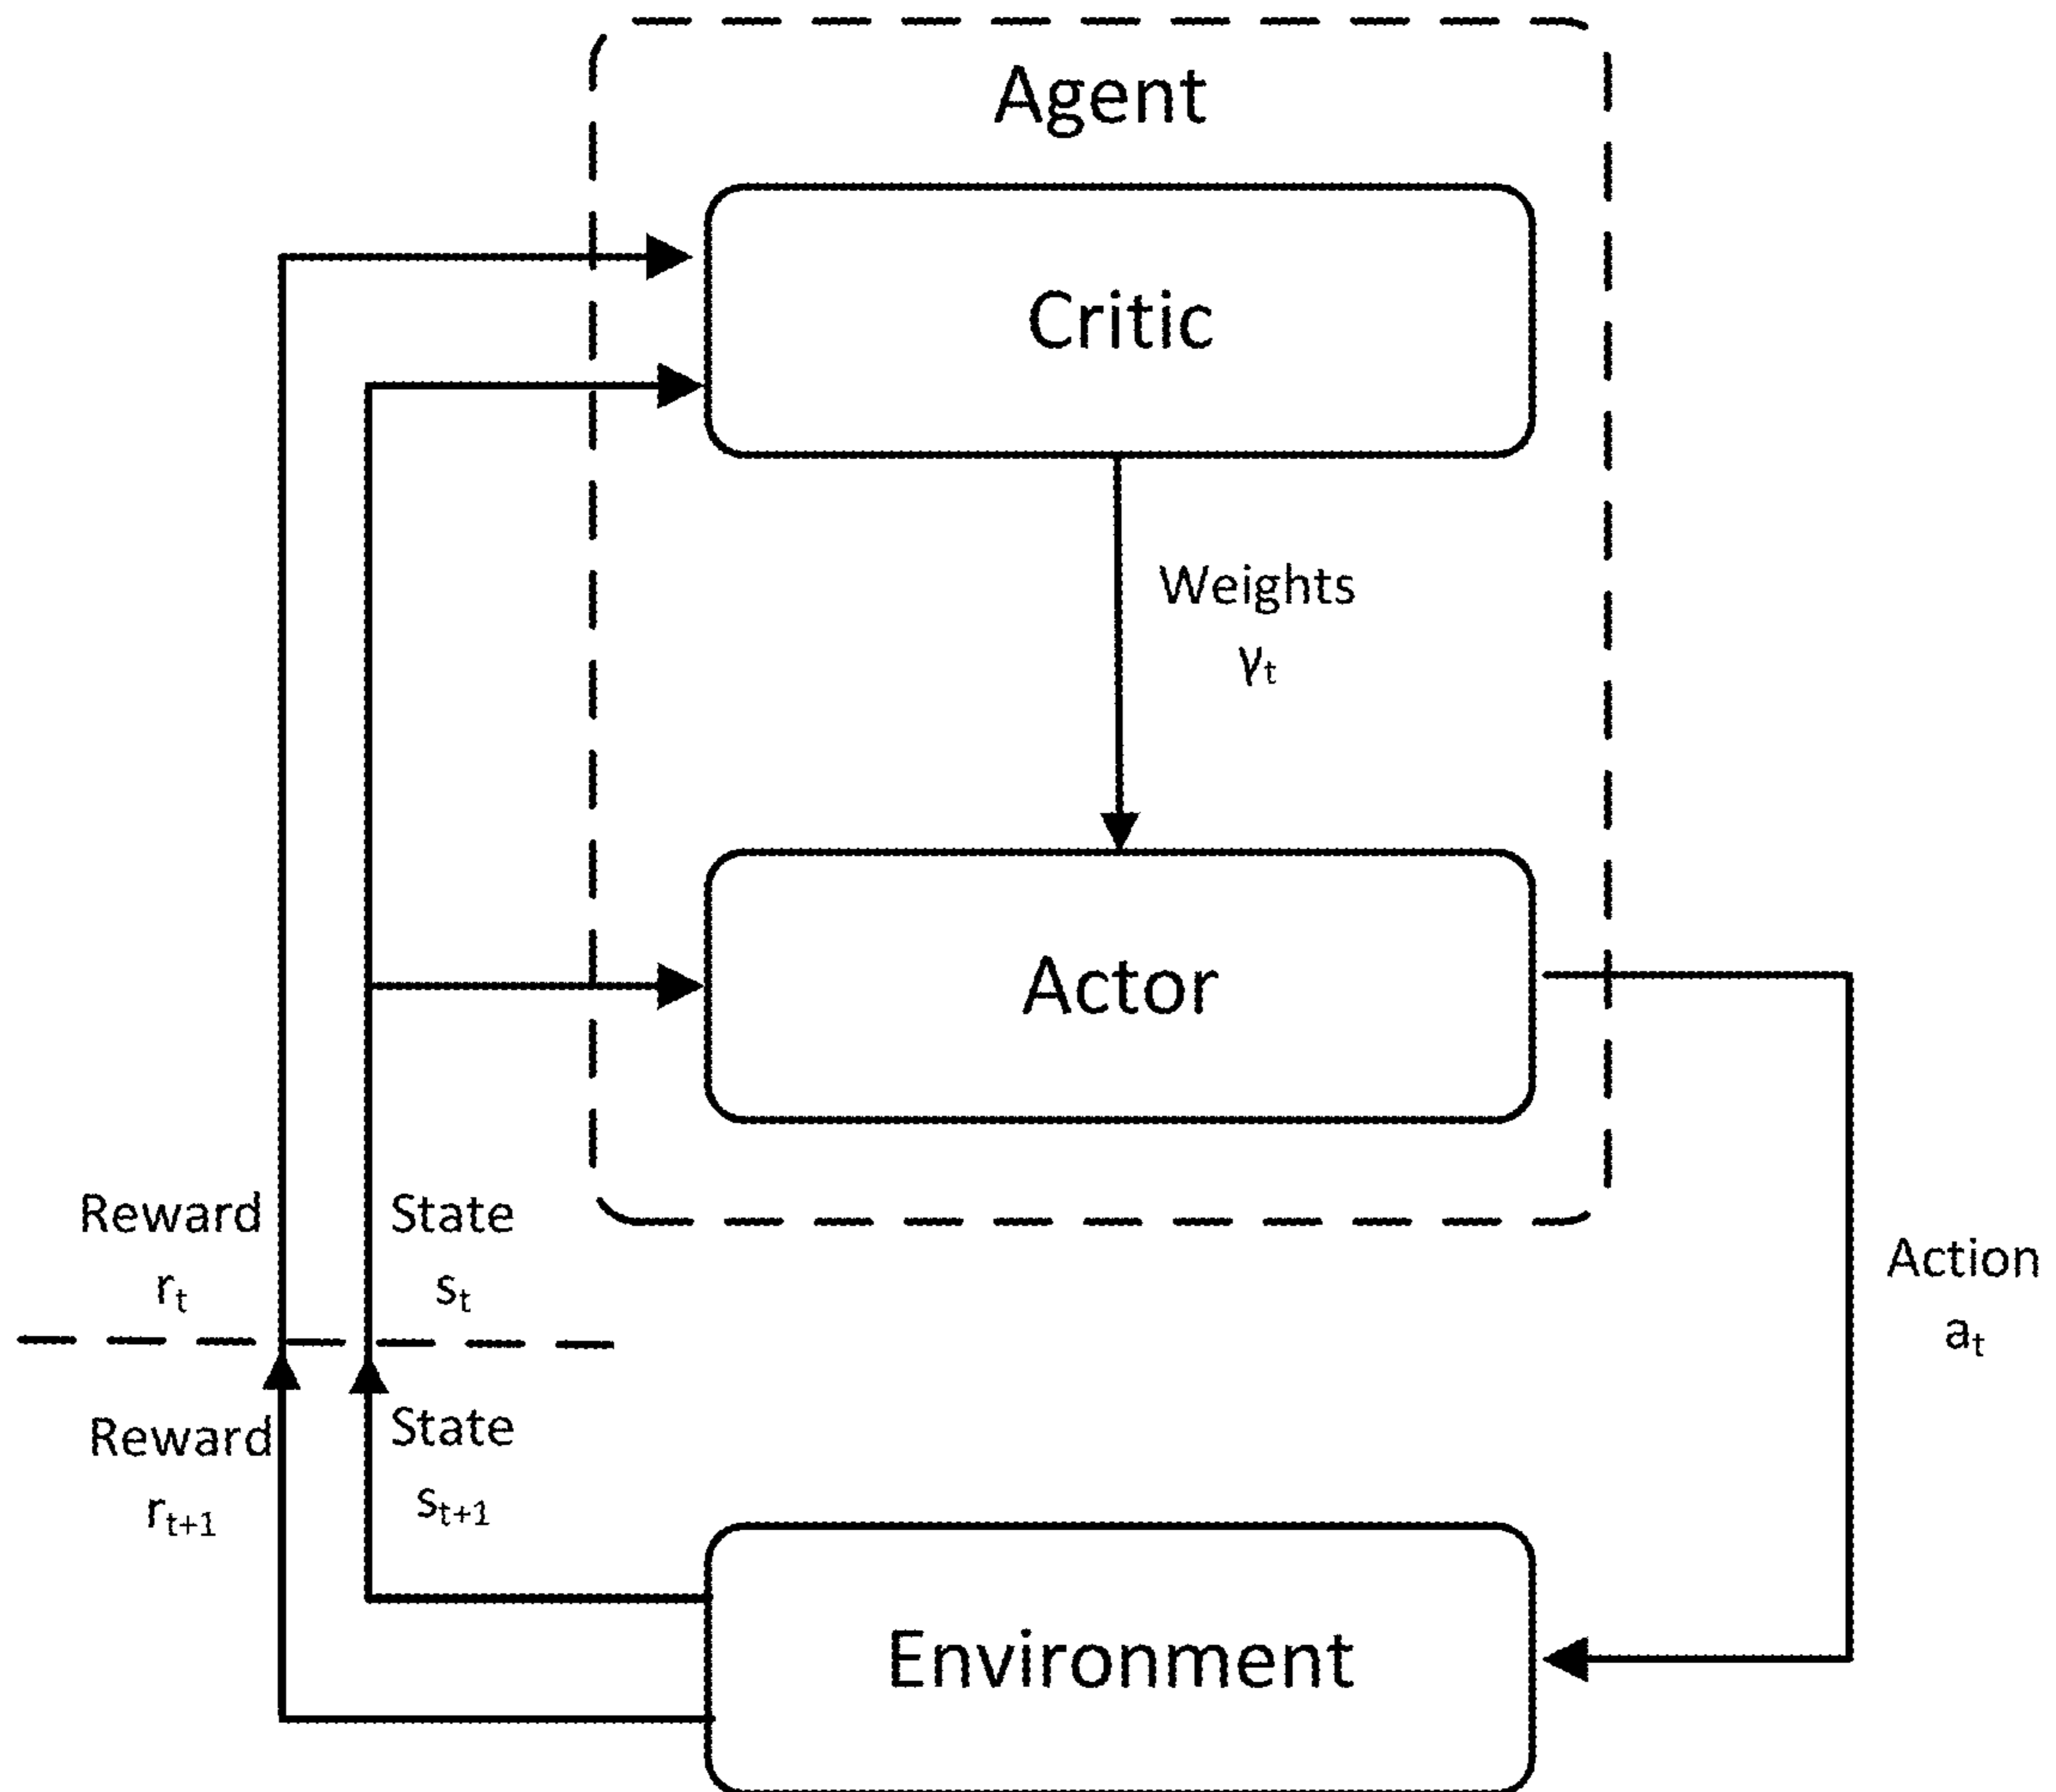 Agent
Critic
Weights
γt
Actor
Reward
rt
State
st
Action
at
Reward
rt+1
State
st+1
Environment